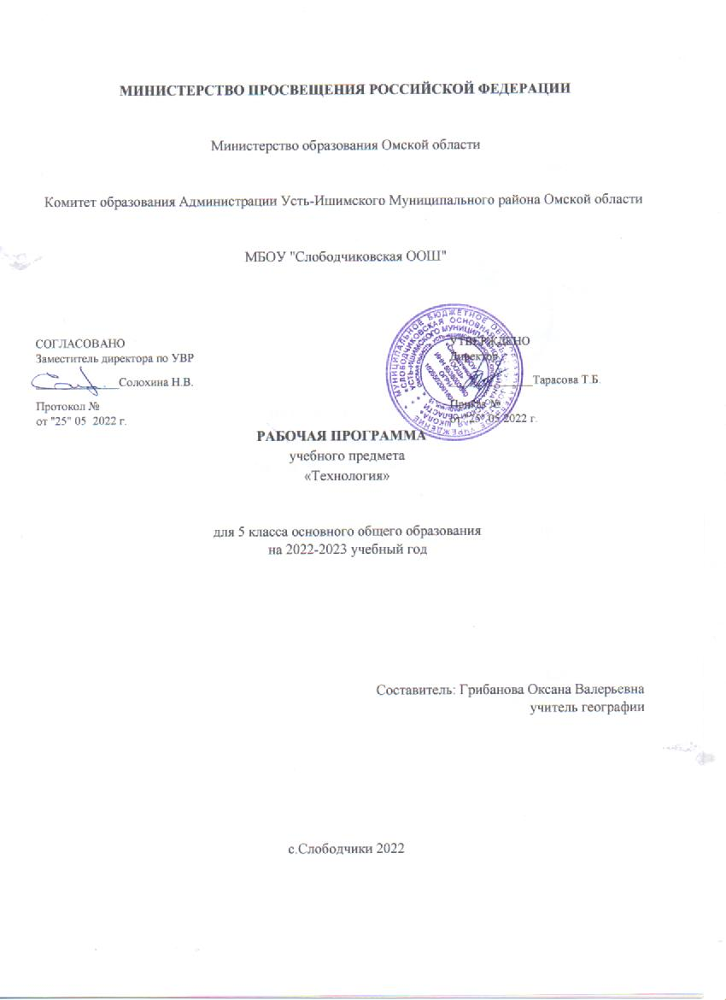 МИНИСТЕРСТВО ПРОСВЕЩЕНИЯ РОССИЙСКОЙ ФЕДЕРАЦИИ
Министерство образования Омской области
Комитет образования Администрации Усть-Ишимского Муниципального района Омской области
МБОУ "Слободчиковская ООШ"
СОГЛАСОВАНО
Заместитель директора по УВР
Солохина Н.В.
Протокол №
от "25" 05 2022 г.
УТВЕРЖДЕНО
Директор
Тарасова Т.Б.
Приказ №
от "25" 05 2022 г.
РАБОЧАЯ ПРОГРАММА
учебного предмета
«Технология»
для 5 класса основного общего образования
на 2022-2023 учебный год
Составитель: Грибанова Оксана Валерьевна
учитель географии
с.Слободчики 2022